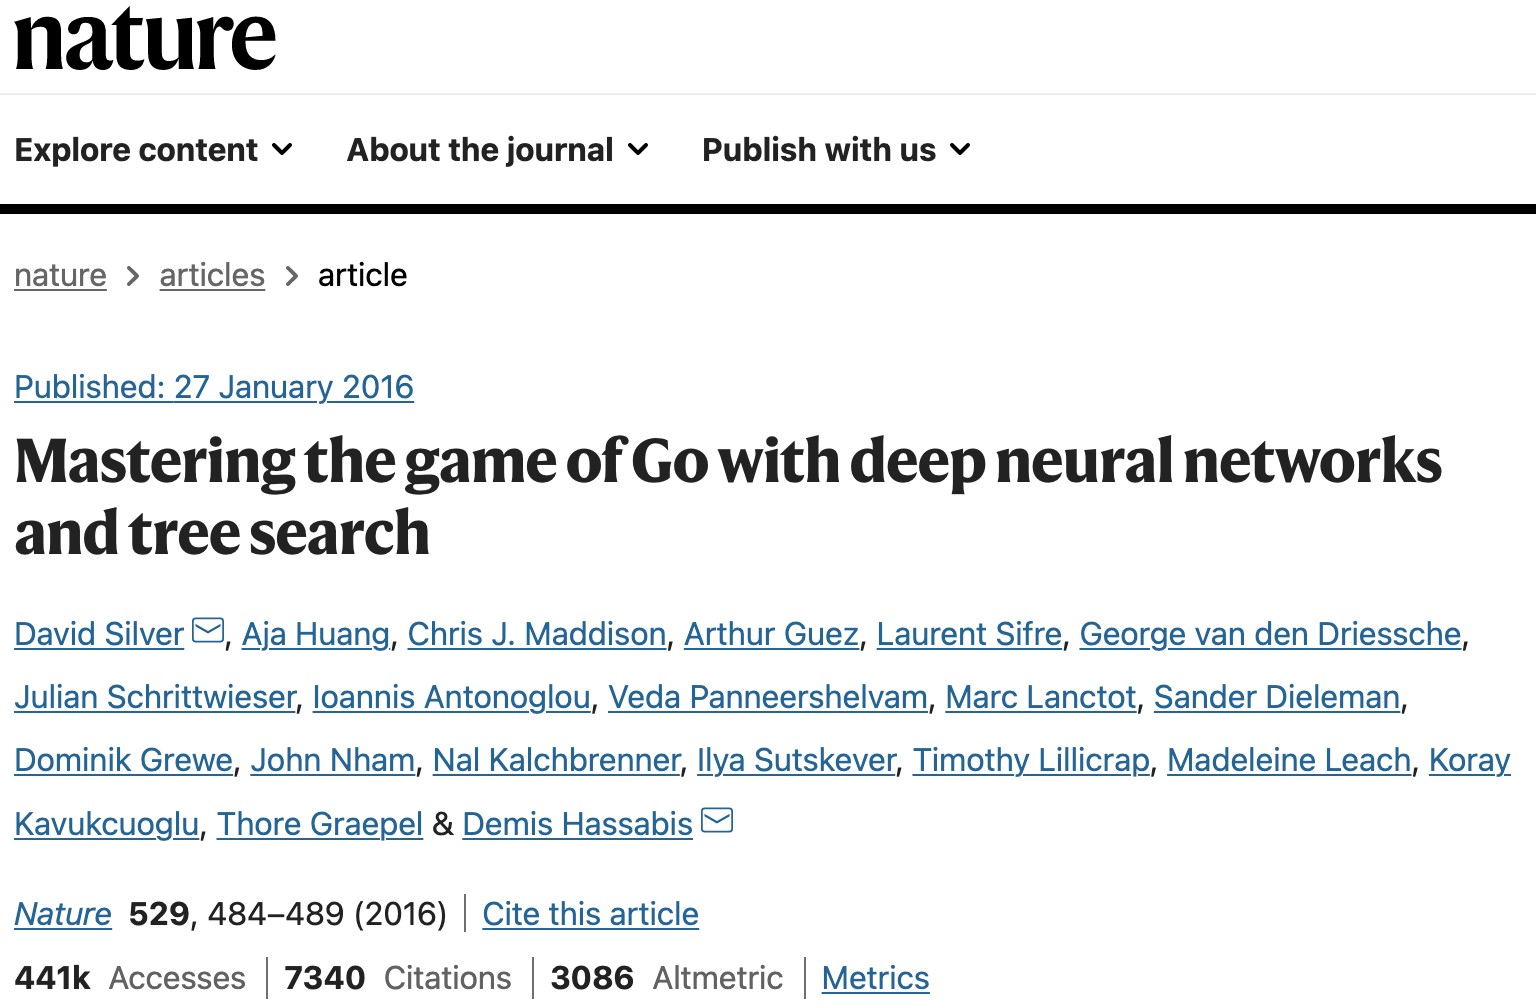 nature
Explore content About the journal Publish with us
nature > articles > article
Published: 27 January 2016
Mastering the game of Go with deep neural networks
and tree search
David Silver, Aja Huang, Chris J. Maddison, Arthur Guez, Laurent Sifre, George van den Driessche,
Julian Schrittwieser, Ioannis Antonoglou, Veda Panneershelvam, Marc Lanctot, Sander Dieleman,
Dominik Grewe, John Nham, Nal Kalchbrenner, Ilya Sutskever, Timothy Lillicrap, Madeleine Leach, Koray
Kavukcuoglu, Thore Graepel & Demis Hassabis
Nature 529, 484–489 (2016) | Cite this article
441k Accesses | 7340 Citations | 3086 Altmetric | Metrics